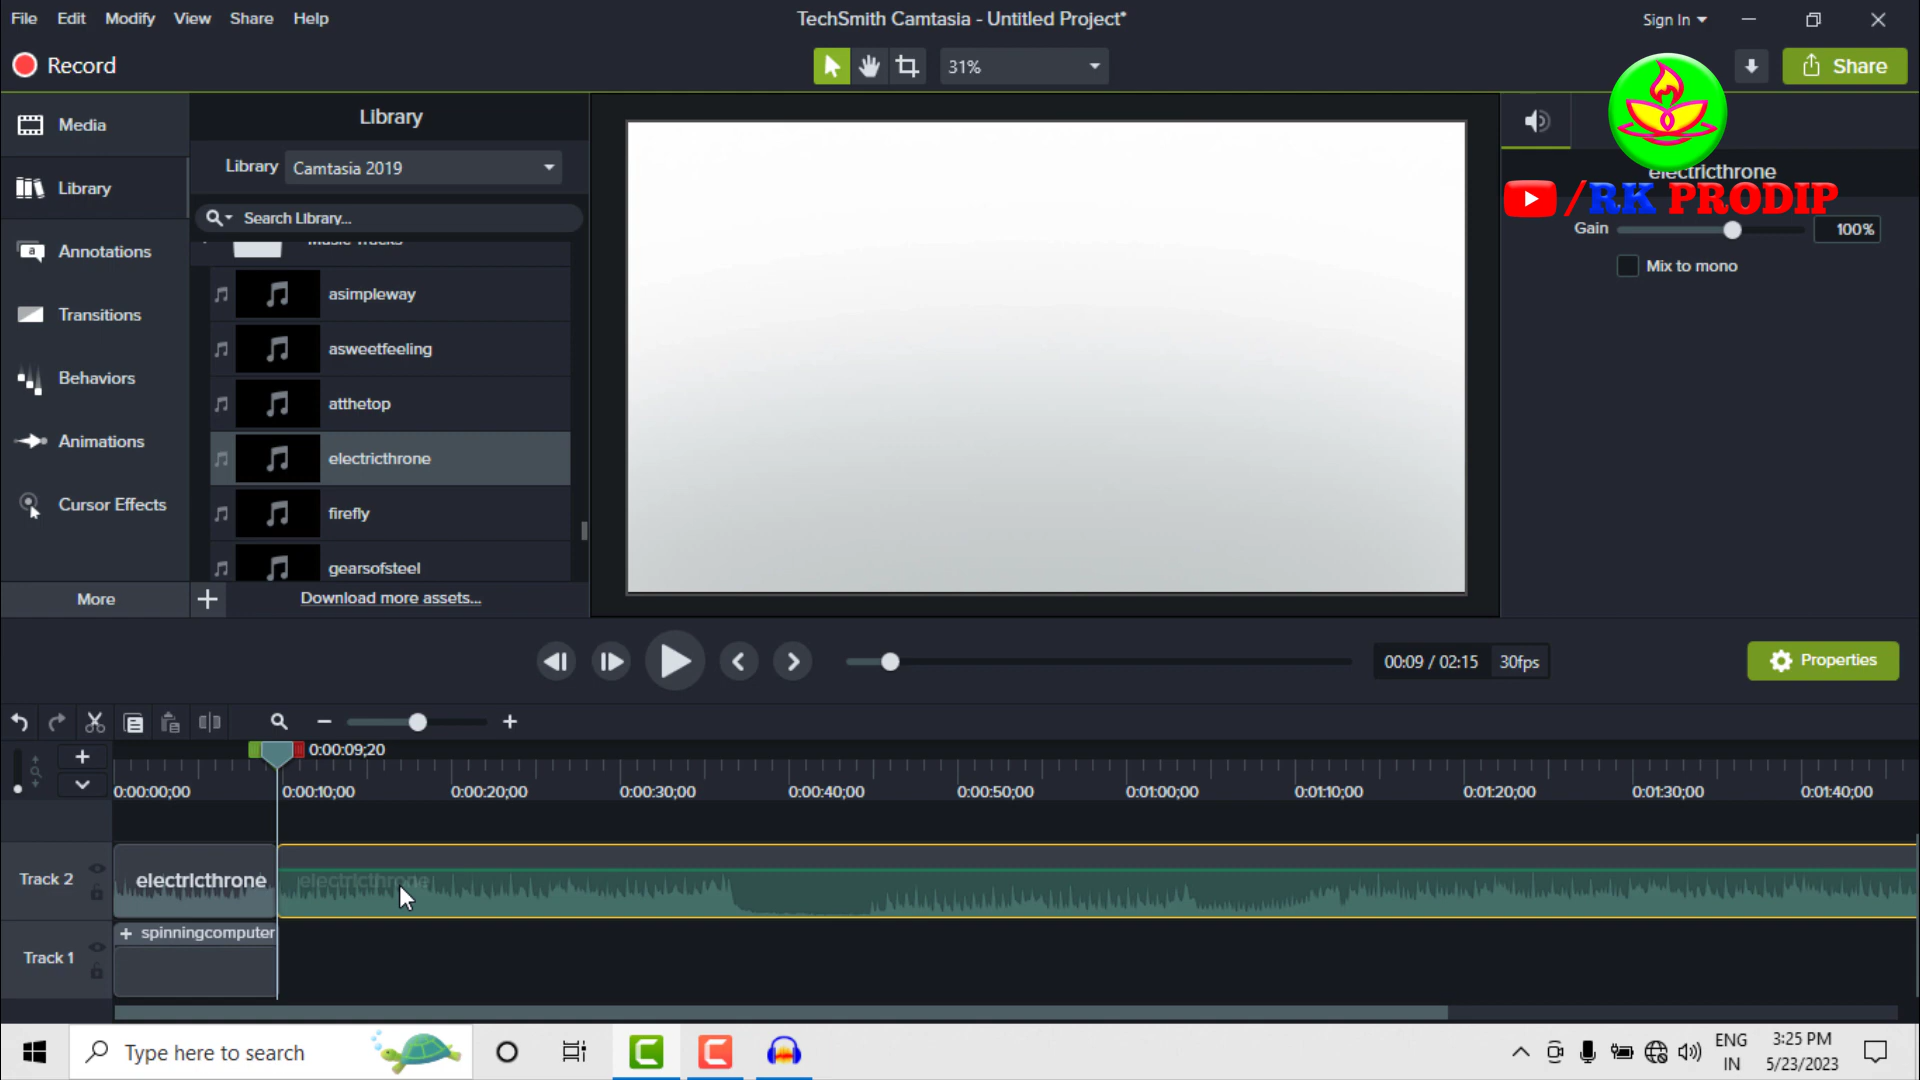 File Edit Modify View Share Help
TechSmith Camtasia - Untitled Project*
Sign In
Record
31%
Share
Media
Library
Annotations
Transitions
Behaviors
Animations
Cursor Effects
More
Library
Library Camtasia 2019
Search Library...
Music Tracks
asimpleway
asweetfeeling
atthetop
electricthrone
firefly
gearsofsteel
Download more assets...
electricthrone
/RK PRODIP
Gain 100%
Mix to mono
00:09 / 02:15 30fps
Properties
0:00:09;20
0:00:00;00 0:00:10;00 0:00:20;00 0:00:30;00 0:00:40;00 0:00:50;00 0:01:00;00 0:01:10;00 0:01:20;00 0:01:30;00 0:01:40;00
Track 2 electricthrone electricthrone
Track 1 spinningcomputer
Type here to search
ENG
IN
3:25 PM
5/23/2023